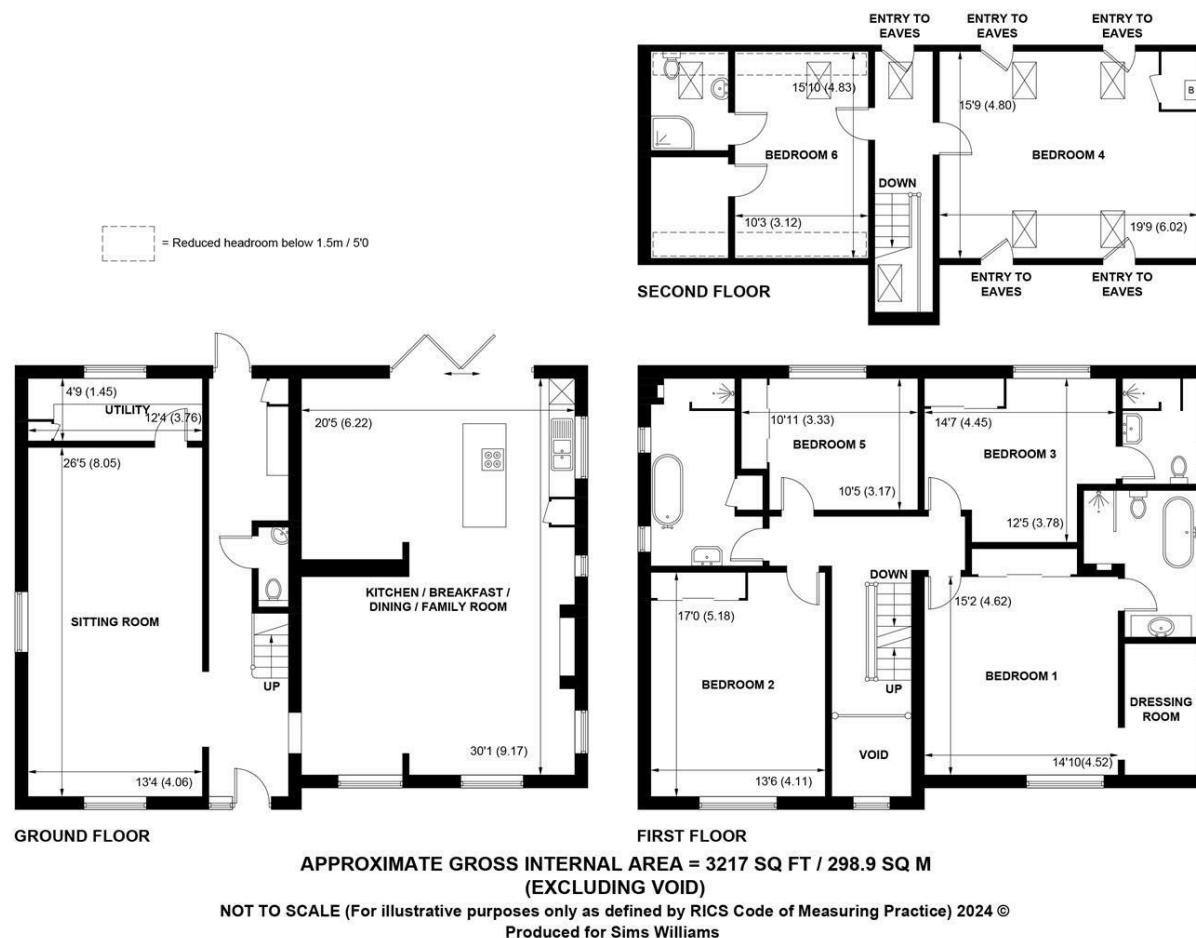 ENTRY TO
EAVES
ENTRY TO
EAVES
ENTRY TO
EAVES
15'10 (4.83)
15'9 (4.80)
B
BEDROOM 6
BEDROOM 4
DOWN
10'3 (3.12)
19'9 (6.02)
ENTRY TO
EAVES
ENTRY TO
EAVES
SECOND FLOOR
= Reduced headroom below 1.5m / 5'0
4'9 (1.45)
UTILITY
12'4 (3.76)
26'5 (8.05)
20'5 (6.22)
KITCHEN / BREAKFAST /
DINING / FAMILY ROOM
SITTING ROOM
UP
30'1 (9.17)
13'4 (4.06)
GROUND FLOOR
10'11 (3.33)
BEDROOM 5
10'5 (3.17)
14'7 (4.45)
BEDROOM 3
12'5 (3.78)
17'0 (5.18)
DOWN
15'2 (4.62)
BEDROOM 2
UP
BEDROOM 1
DRESSING
ROOM
VOID
13'6 (4.11)
14'10(4.52)
FIRST FLOOR
APPROXIMATE GROSS INTERNAL AREA = 3217 SQ FT / 298.9 SQ M
(EXCLUDING VOID)
NOT TO SCALE (For illustrative purposes only as defined by RICS Code of Measuring Practice) 2024 ©
Produced for Sims Williams